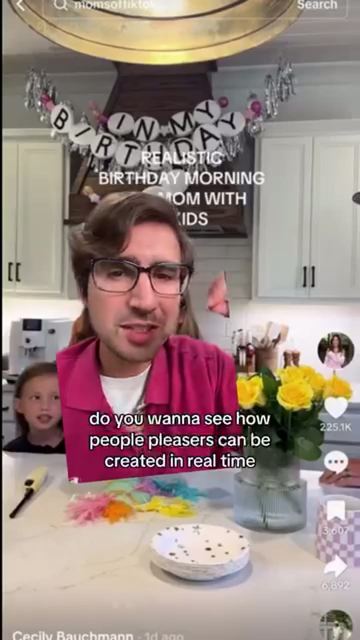 momsoftiktok
Search
IN MY
BIRTHDAY
REALISTIC
BIRTHDAY MORNING
MOM WITH
KIDS
do you wanna see how
people pleasers can be
created in real time
225.1K
3,607
6,892
Cecily Bauchmann · 1d ago